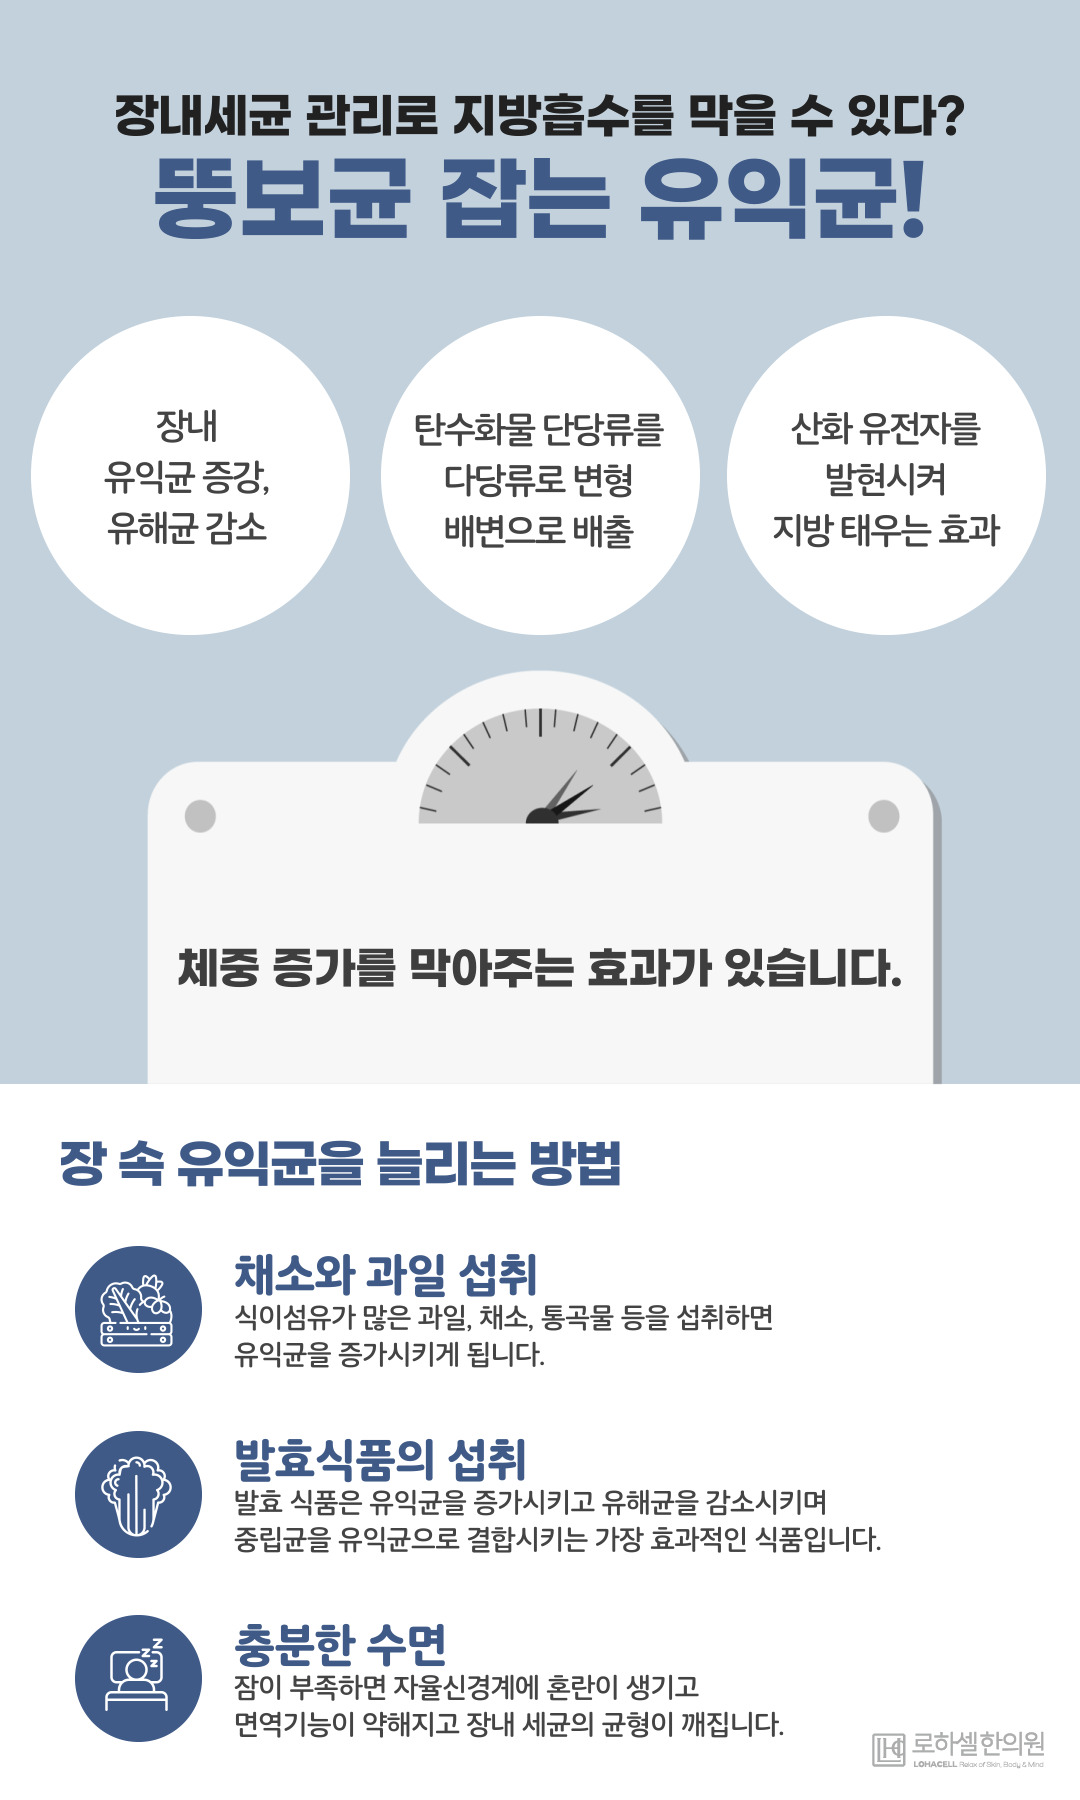 장내세균 관리로 지방흡수를 막을 수 있다?
뚱보균 잡는 유익균!
장내
유익균 증강,
유해균 감소
탄수화물 단당류를
다당류로 변형
배변으로 배출
산화 유전자를
발현시켜
지방 태우는 효과
체중 증가를 막아주는 효과가 있습니다.
장 속 유익균을 늘리는 방법
채소와 과일 섭취
식이섬유가 많은 과일, 채소, 통곡물 등을 섭취하면
유익균을 증가시키게 됩니다.
발효식품의 섭취
발효 식품은 유익균을 증가시키고 유해균을 감소시키며
중립균을 유익균으로 결합시키는 가장 효과적인 식품입니다.
z z z
충분한 수면
잠이 부족하면 자율신경계에 혼란이 생기고
면역기능이 약해지고 장내 세균의 균형이 깨집니다.
로하셀한의원
LOHACELL Relax of Skin, Body & Mind